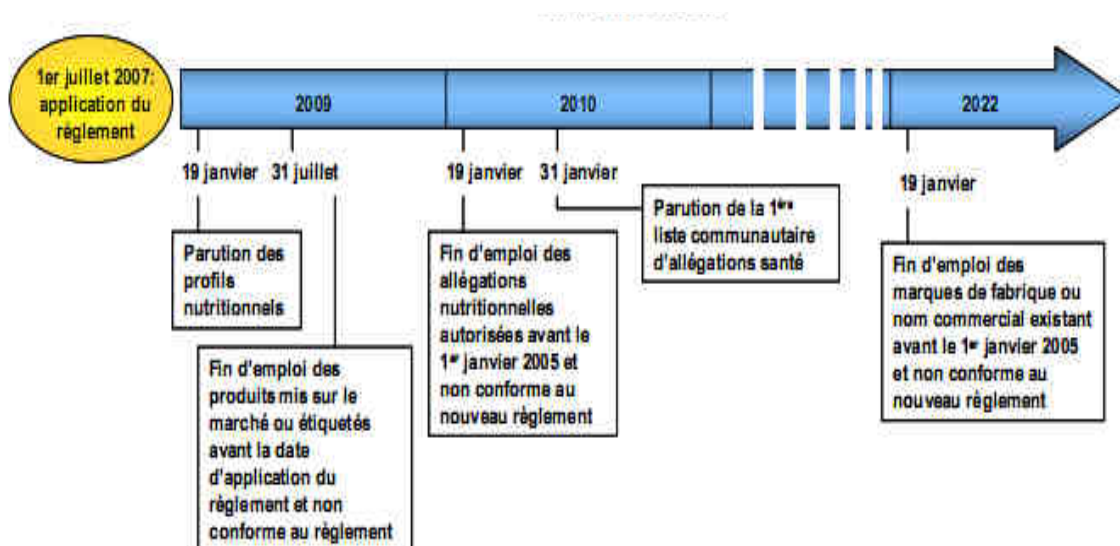 1er juillet 2007:
application du
règlement
2009
2010
2022
19 janvier
31 juillet
19 janvier
31 janvier
19 janvier
Parution des
profils
nutritionnels
Fin d'emploi des
produits mis sur le
marché ou étiquetés
avant la date
d'application du
règlement et non
conforme au règlement
Fin d'emploi des
allégations
nutritionnelles
autorisées avant le
1er janvier 2005 et
non conforme au
nouveau règlement
Parution de la 1ère
liste communautaire
d'allégations santé
Fin d'emploi des
marques de fabrique ou
nom commercial existant
avant le 1er janvier 2005
et non conforme au
nouveau règlement